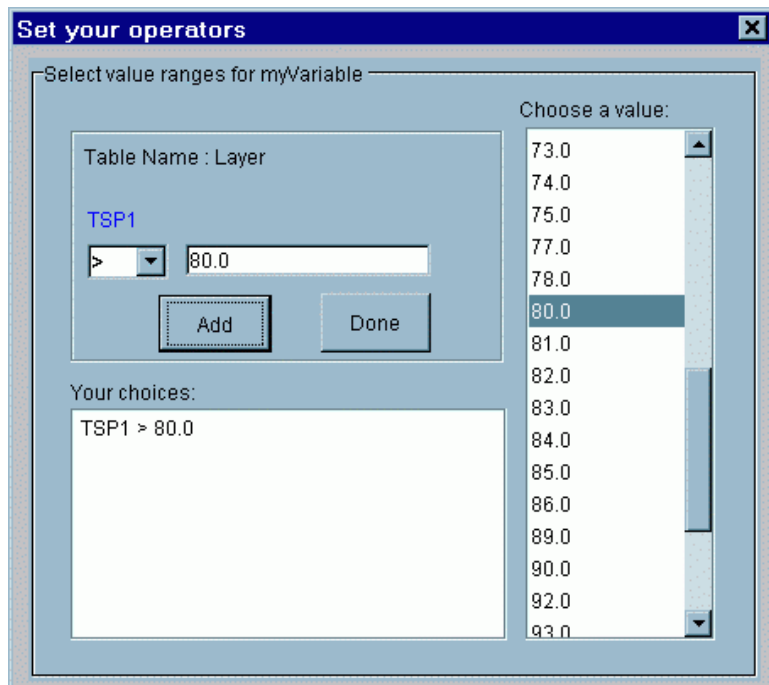 Set your operators
Select value ranges for myVariable
Table Name : Layer
TSP1
> 80.0
Add Done
Your choices:
TSP1 > 80.0
Choose a value:
73.0
74.0
75.0
77.0
78.0
80.0
81.0
82.0
83.0
84.0
85.0
86.0
89.0
90.0
92.0
93.0